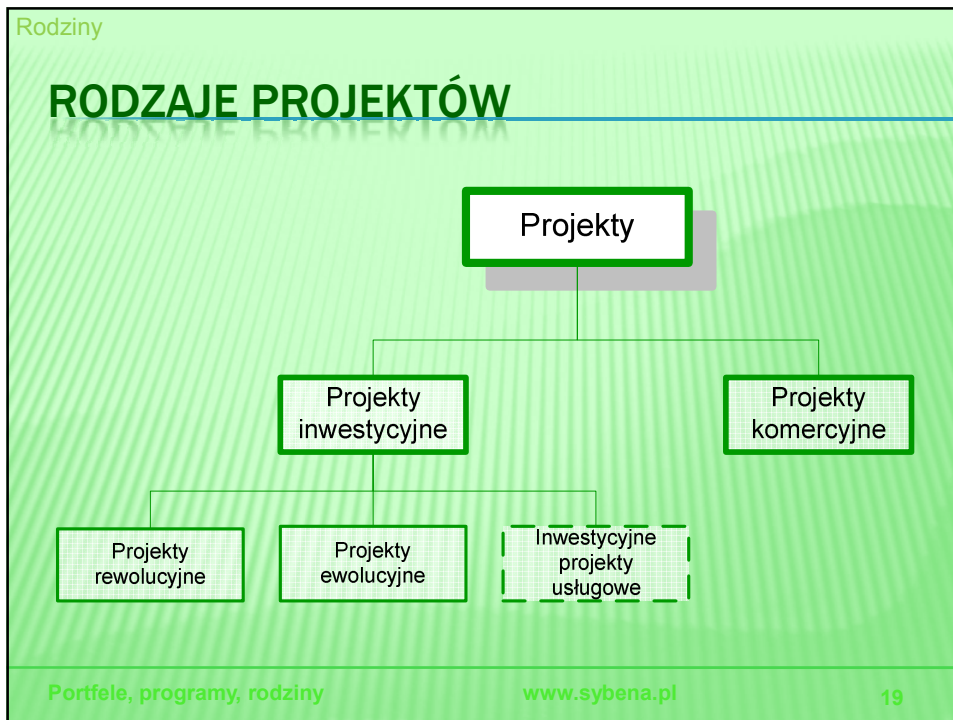 Rodziny
RODZAJE PROJEKTÓW
Projekty
Projekty
inwestycyjne
Projekty
komercyjne
Projekty
rewolucyjne
Projekty
ewolucyjne
Inwestycyjne
projekty
usługowe
Portfele, programy, rodziny
www.sybena.pl
19